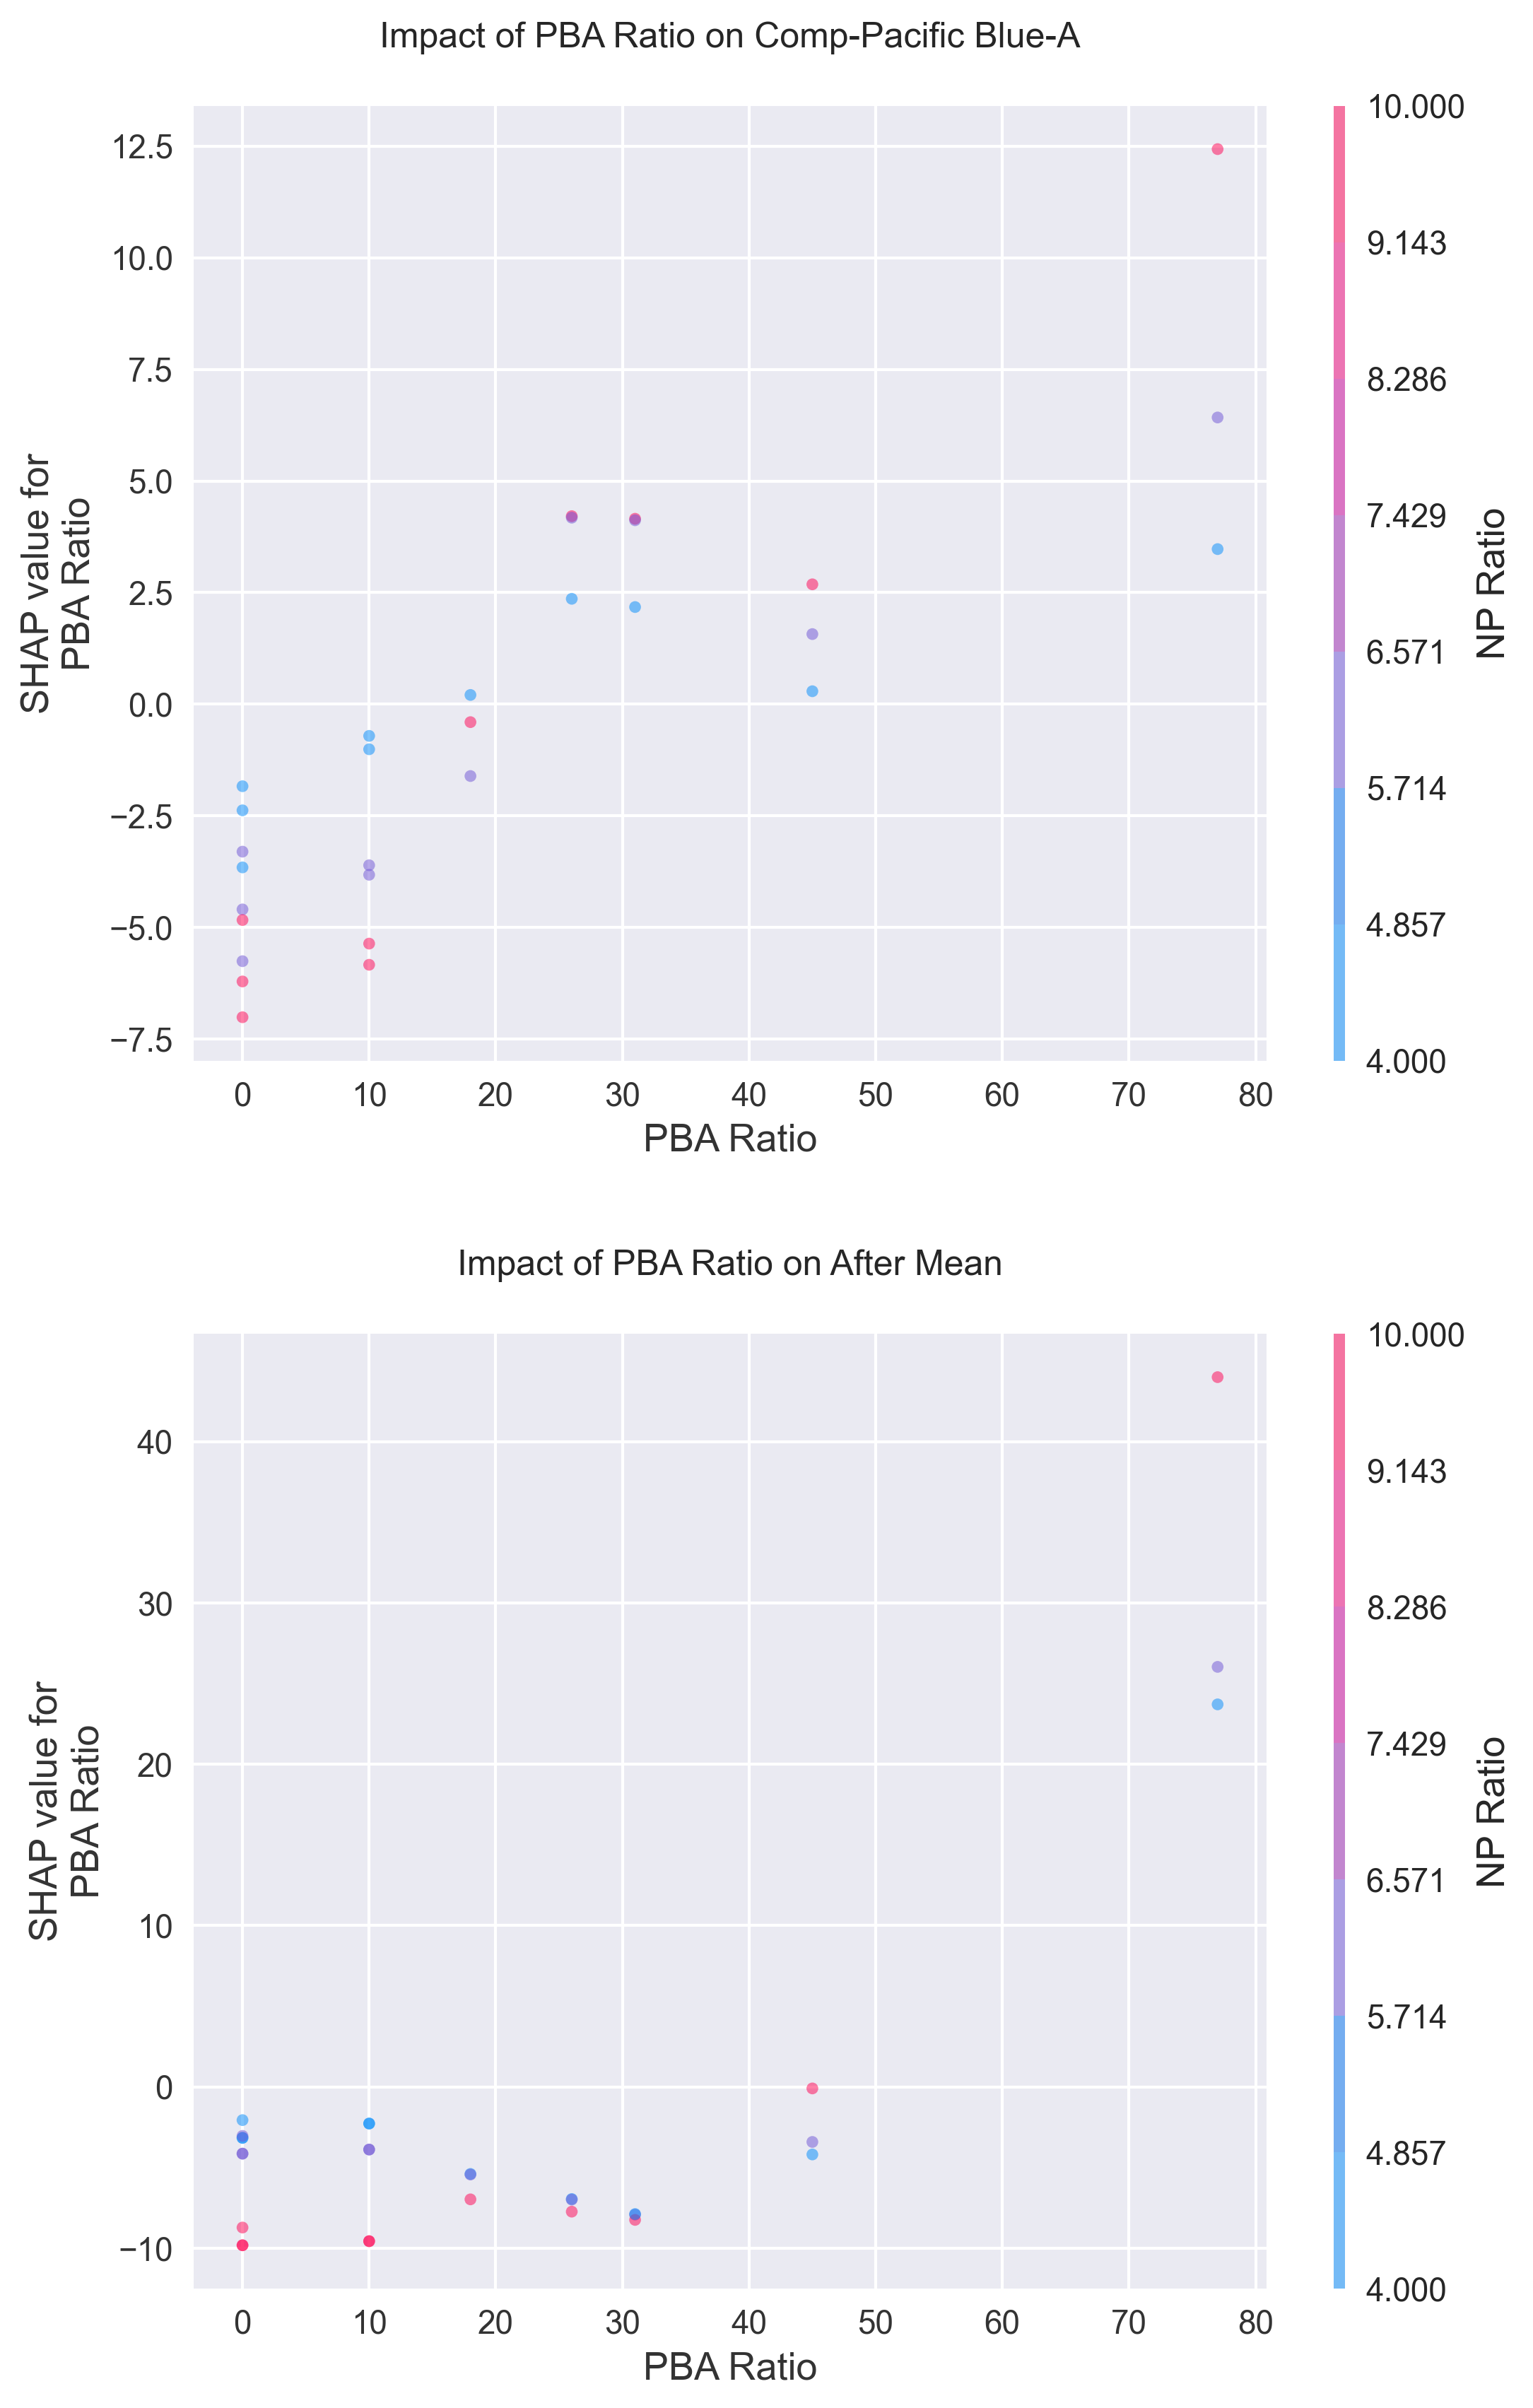 Impact of PBA Ratio on Comp-Pacific Blue-A
12.5
10.0
7.5
5.0
2.5
0.0
−2.5
−5.0
−7.5
SHAP value for
PBA Ratio
0 10 20 30 40 50 60 70 80
PBA Ratio
10.000
9.143
8.286
7.429
6.571
5.714
4.857
4.000
NP Ratio
Impact of PBA Ratio on After Mean
40
30
20
10
0
−10
SHAP value for
PBA Ratio
0 10 20 30 40 50 60 70 80
PBA Ratio
10.000
9.143
8.286
7.429
6.571
5.714
4.857
4.000
NP Ratio